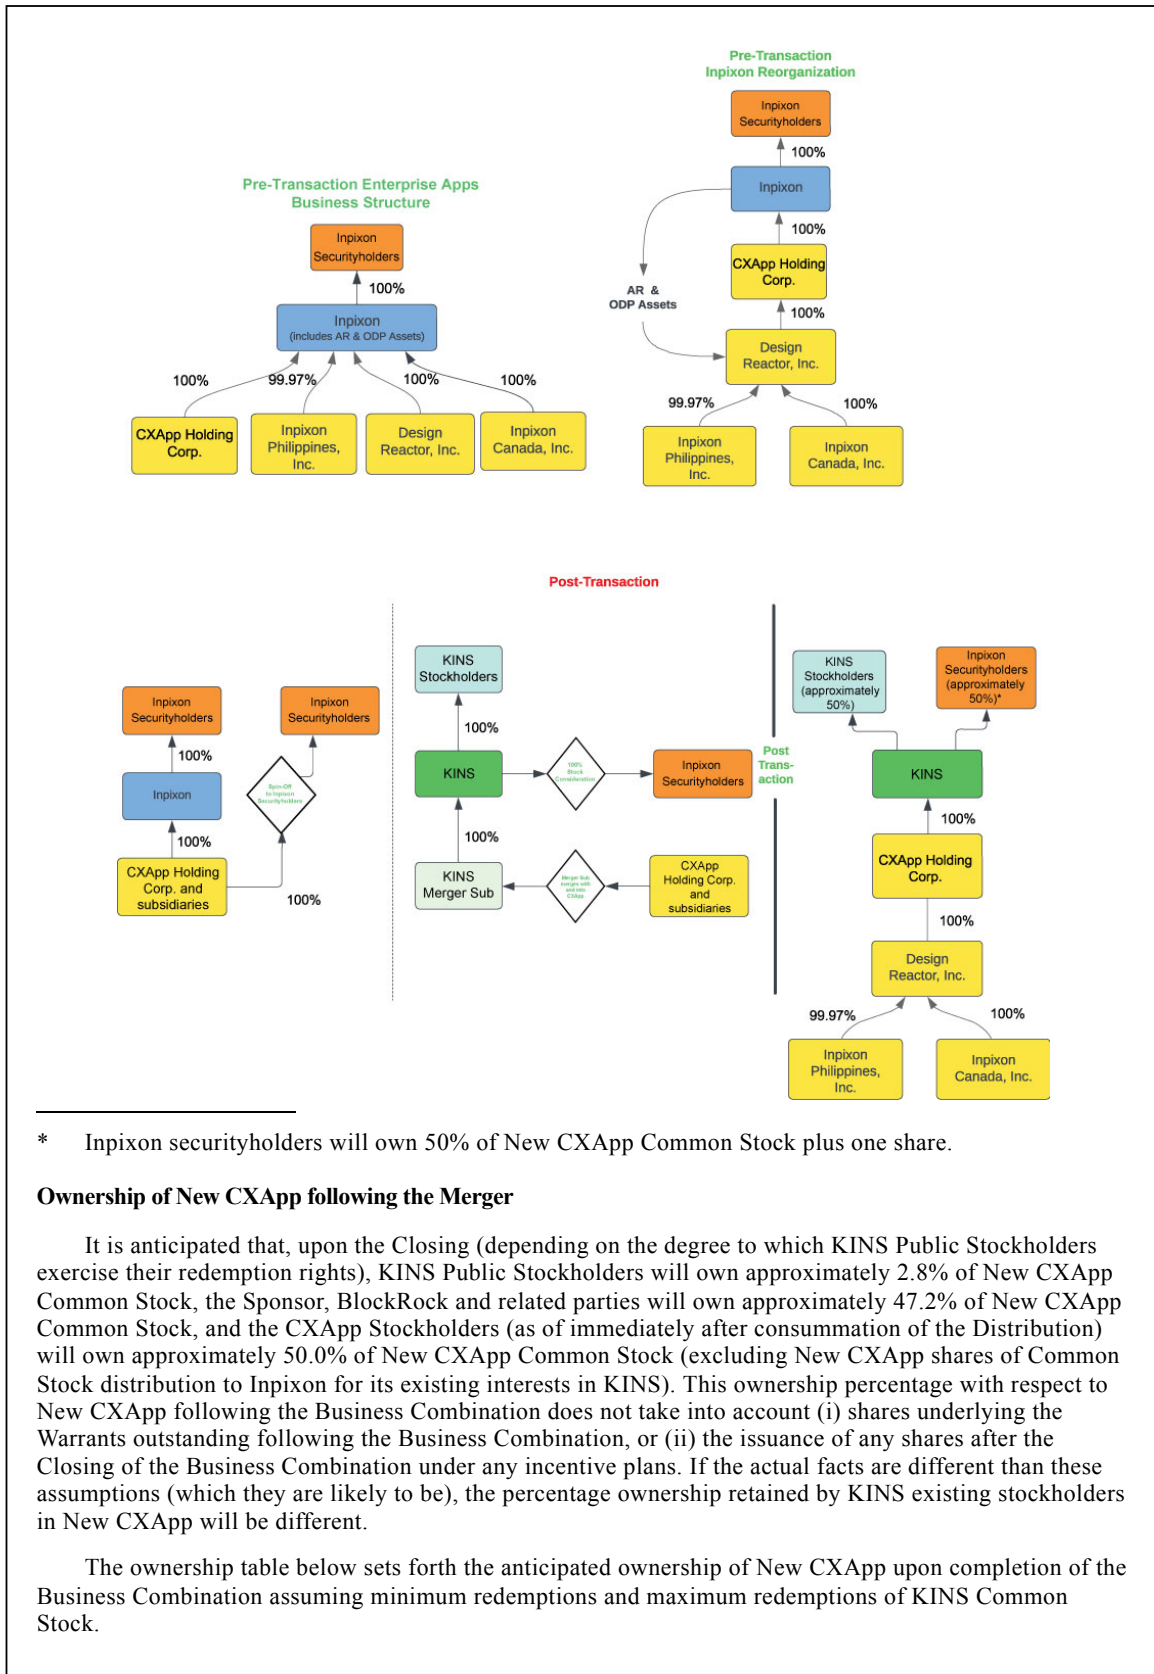 Pre-Transaction
Inpixon Reorganization
Inpixon
Securityholders
100%
Inpixon
100%
CXApp Holding
Corp.
AR &
ODP Assets
100%
Design
Reactor, Inc.
99.97%
100%
Inpixon
Philippines,
Inc.
Inpixon
Canada, Inc.
Pre-Transaction Enterprise Apps
Business Structure
Inpixon
Securityholders
100%
Inpixon
(includes AR & ODP Assets)
100%
99.97%
100%
100%
CXApp Holding
Corp.
Inpixon
Philippines,
Inc.
Design
Reactor, Inc.
Inpixon
Canada, Inc.
Post-Transaction
Inpixon
Securityholders
Inpixon
Securityholders
100%
Inpixon
Spin-Off
to Inpixon
Securityholders
100%
CXApp Holding
Corp. and
subsidiaries
100%
KINS
Stockholders
100%
KINS
100%
Stock
Consideration
Inpixon
Securityholders
100%
KINS
Merger Sub
Merger Sub
merges with
and into
CXApp
CXApp
Holding Corp.
and
subsidiaries
Post
Trans-
action
KINS
Stockholders
(approximately
50%)
Inpixon
Securityholders
(approximately
50%)*
KINS
100%
CXApp Holding
Corp.
100%
Design
Reactor, Inc.
99.97%
100%
Inpixon
Philippines,
Inc.
Inpixon
Canada, Inc.
* Inpixon securityholders will own 50% of New CXApp Common Stock plus one share.
Ownership of New CXApp following the Merger
It is anticipated that, upon the Closing (depending on the degree to which KINS Public Stockholders
exercise their redemption rights), KINS Public Stockholders will own approximately 2.8% of New CXApp
Common Stock, the Sponsor, BlockRock and related parties will own approximately 47.2% of New CXApp
Common Stock, and the CXApp Stockholders (as of immediately after consummation of the Distribution)
will own approximately 50.0% of New CXApp Common Stock (excluding New CXApp shares of Common
Stock distribution to Inpixon for its existing interests in KINS). This ownership percentage with respect to
New CXApp following the Business Combination does not take into account (i) shares underlying the
Warrants outstanding following the Business Combination, or (ii) the issuance of any shares after the
Closing of the Business Combination under any incentive plans. If the actual facts are different than these
assumptions (which they are likely to be), the percentage ownership retained by KINS existing stockholders
in New CXApp will be different.
The ownership table below sets forth the anticipated ownership of New CXApp upon completion of the
Business Combination assuming minimum redemptions and maximum redemptions of KINS Common
Stock.